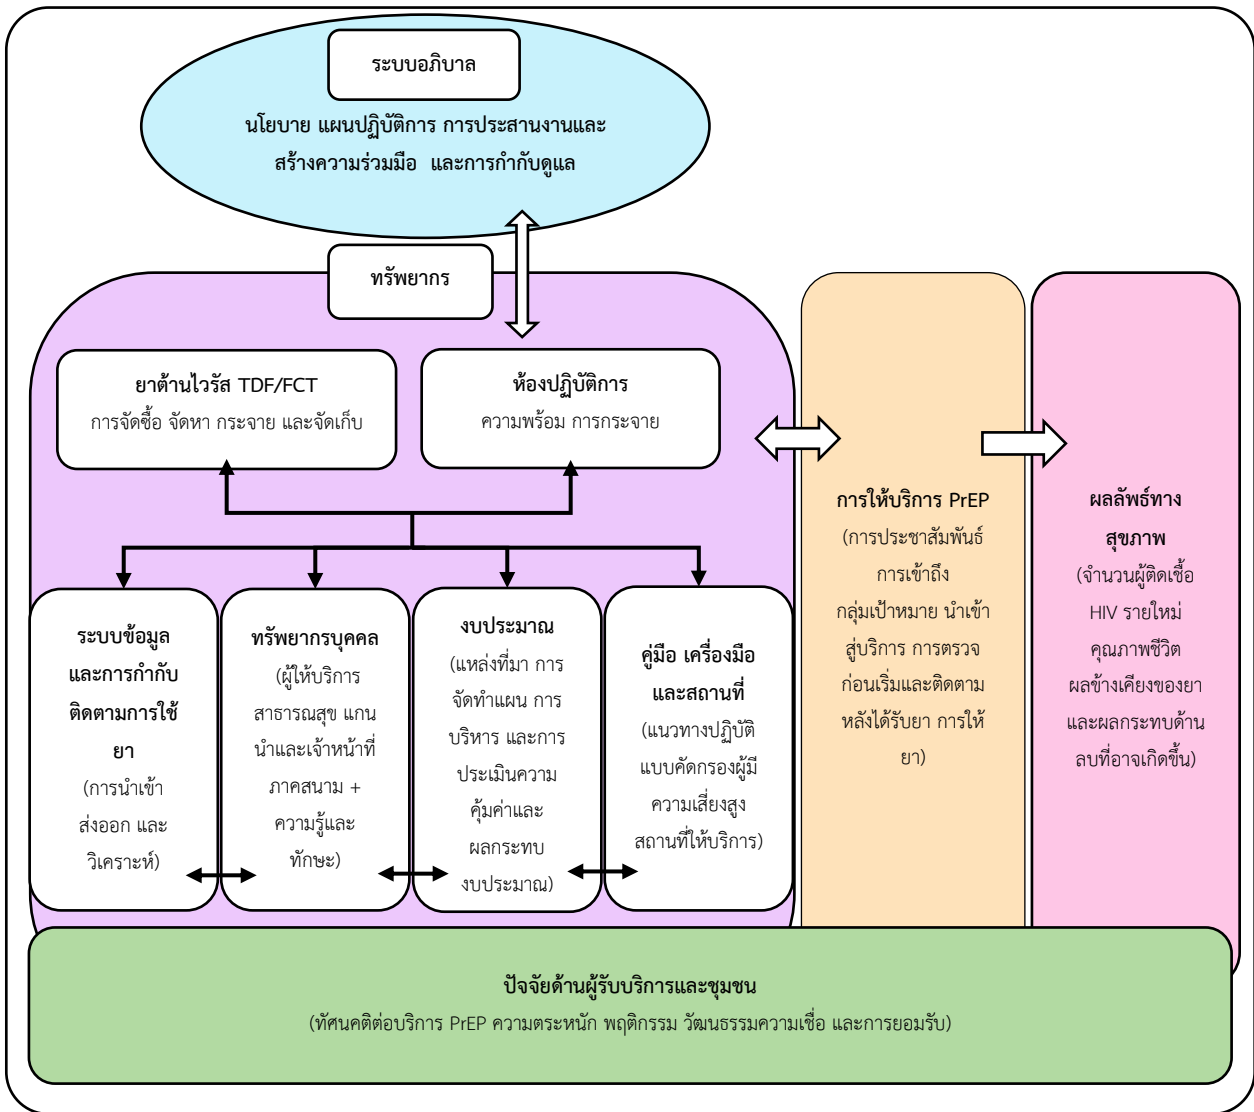 ระบบอภิบาล
นโยบาย แผนปฏิบัติการ การประสานงานและ
สร้างความร่วมมือ และการกำกับดูแล
ทรัพยากร
ยาต้านไวรัส TDF/FCT
การจัดซื้อ จัดหา กระจาย และจัดเก็บ
ห้องปฏิบัติการ
ความพร้อม การกระจาย
ระบบข้อมูล
และการกำกับ
ติดตามการใช้
ยา
(การนำเข้า
ส่งออก และ
วิเคราะห์)
ทรัพยากรบุคคล
(ผู้ให้บริการ
สาธารณสุข แกน
นำและเจ้าหน้าที่
ภาคสนาม +
ความรู้และ
ทักษะ)
งบประมาณ
(แหล่งที่มา การ
จัดทำแผน การ
บริหาร และการ
ประเมินความ
คุ้มค่าและ
ผลกระทบ
งบประมาณ)
คู่มือ เครื่องมือ
และสถานที่
(แนวทางปฏิบัติ
แบบคัดกรองผู้มี
ความเสี่ยงสูง
สถานที่ให้บริการ)
การให้บริการ PrEP
(การประชาสัมพันธ์
การเข้าถึง
กลุ่มเป้าหมาย นำเข้า
สู่บริการ การตรวจ
ก่อนเริ่มและติดตาม
หลังได้รับยา การให้
ยา)
ผลลัพธ์ทาง
สุขภาพ
(จำนวนผู้ติดเชื้อ
HIV รายใหม่
คุณภาพชีวิต
ผลข้างเคียงของยา
และผลกระทบด้าน
ลบที่อาจเกิดขึ้น)
ปัจจัยด้านผู้รับบริการและชุมชน
(ทัศนคติต่อบริการ PrEP ความตระหนัก พฤติกรรม วัฒนธรรมความเชื่อ และการยอมรับ)